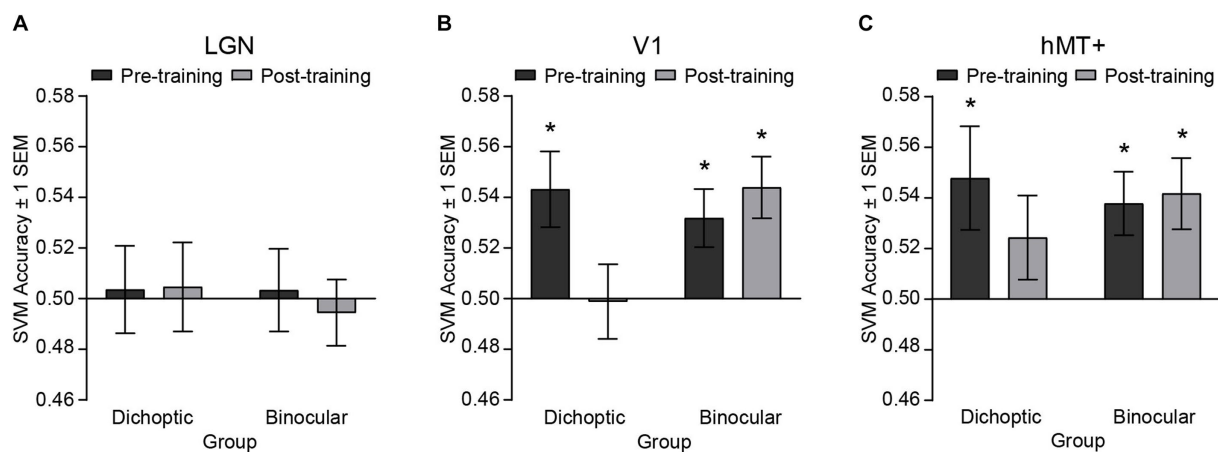 A
LGN
Pre-training Post-training
SVM Accuracy ± 1 SEM
0.58
0.56
0.54
0.52
0.50
0.48
0.46
Dichoptic Binocular
Group
B
V1
Pre-training Post-training
SVM Accuracy ± 1 SEM
0.58
* * *
0.56
0.54
0.52
0.50
0.48
0.46
Dichoptic Binocular
Group
C
hMT+
Pre-training Post-training
SVM Accuracy ± 1 SEM
0.58
* * *
0.56
0.54
0.52
0.50
0.48
0.46
Dichoptic Binocular
Group